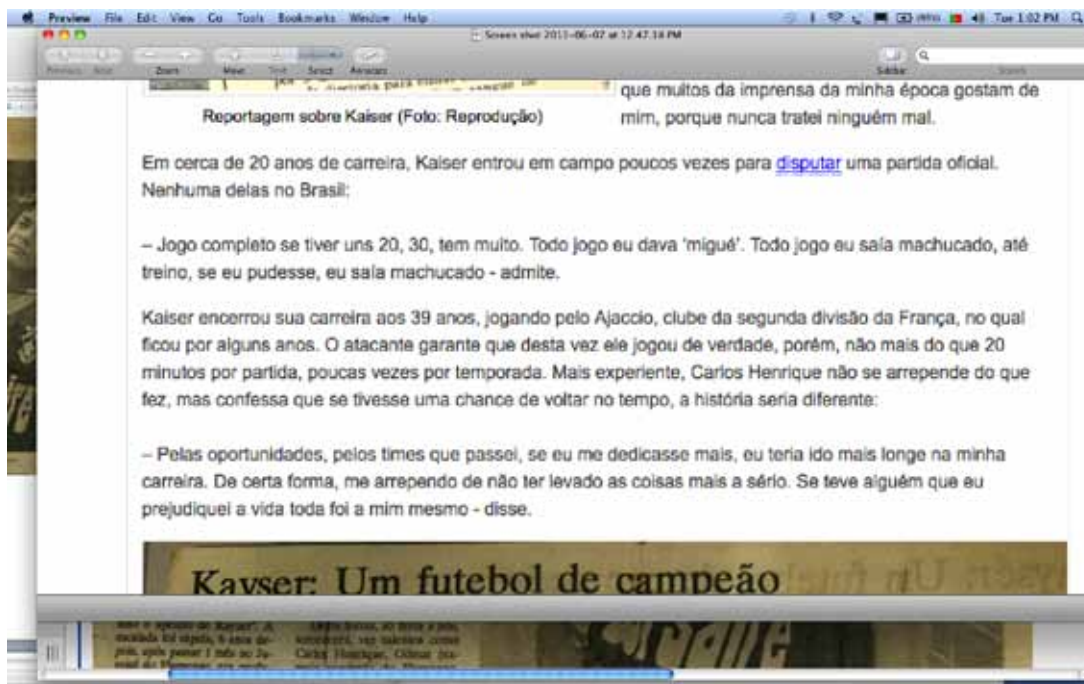 Preview File Edit View Go Tools Bookmarks Window Help Tue 1:02 PM
Screen shot 2011-06-07 at 12.47.18 PM
Previous Next Zoom Move Text Select Annotate Sidebar Search
que muitos da imprensa da minha época gostam de
Reportagem sobre Kaiser (Foto: Reprodução) mim, porque nunca tratei ninguém mal.
Em cerca de 20 anos de carreira, Kaiser entrou em campo poucos vezes para disputar uma partida oficial.
Nenhuma delas no Brasil:
– Jogo completo se tiver uns 20, 30, tem muito. Todo jogo eu dava 'migué'. Todo jogo eu saía machucado, até
treino, se eu pudesse, eu saía machucado - admite.
Kaiser encerrou sua carreira aos 39 anos, jogando pelo Ajaccio, clube da segunda divisão da França, no qual
ficou por alguns anos. O atacante garante que desta vez ele jogou de verdade, porém, não mais do que 20
minutos por partida, poucas vezes por temporada. Mais experiente, Carlos Henrique não se arrepende do que
fez, mas confessa que se tivesse uma chance de voltar no tempo, a história seria diferente:
– Pelas oportunidades, pelos times que passei, se eu me dedicasse mais, eu teria ido mais longe na minha
carreira. De certa forma, me arrependo de não ter levado as coisas mais a sério. Se teve alguém que eu
prejudiquei a vida toda foi a mim mesmo - disse.
Kayser: Um futebol de campeão